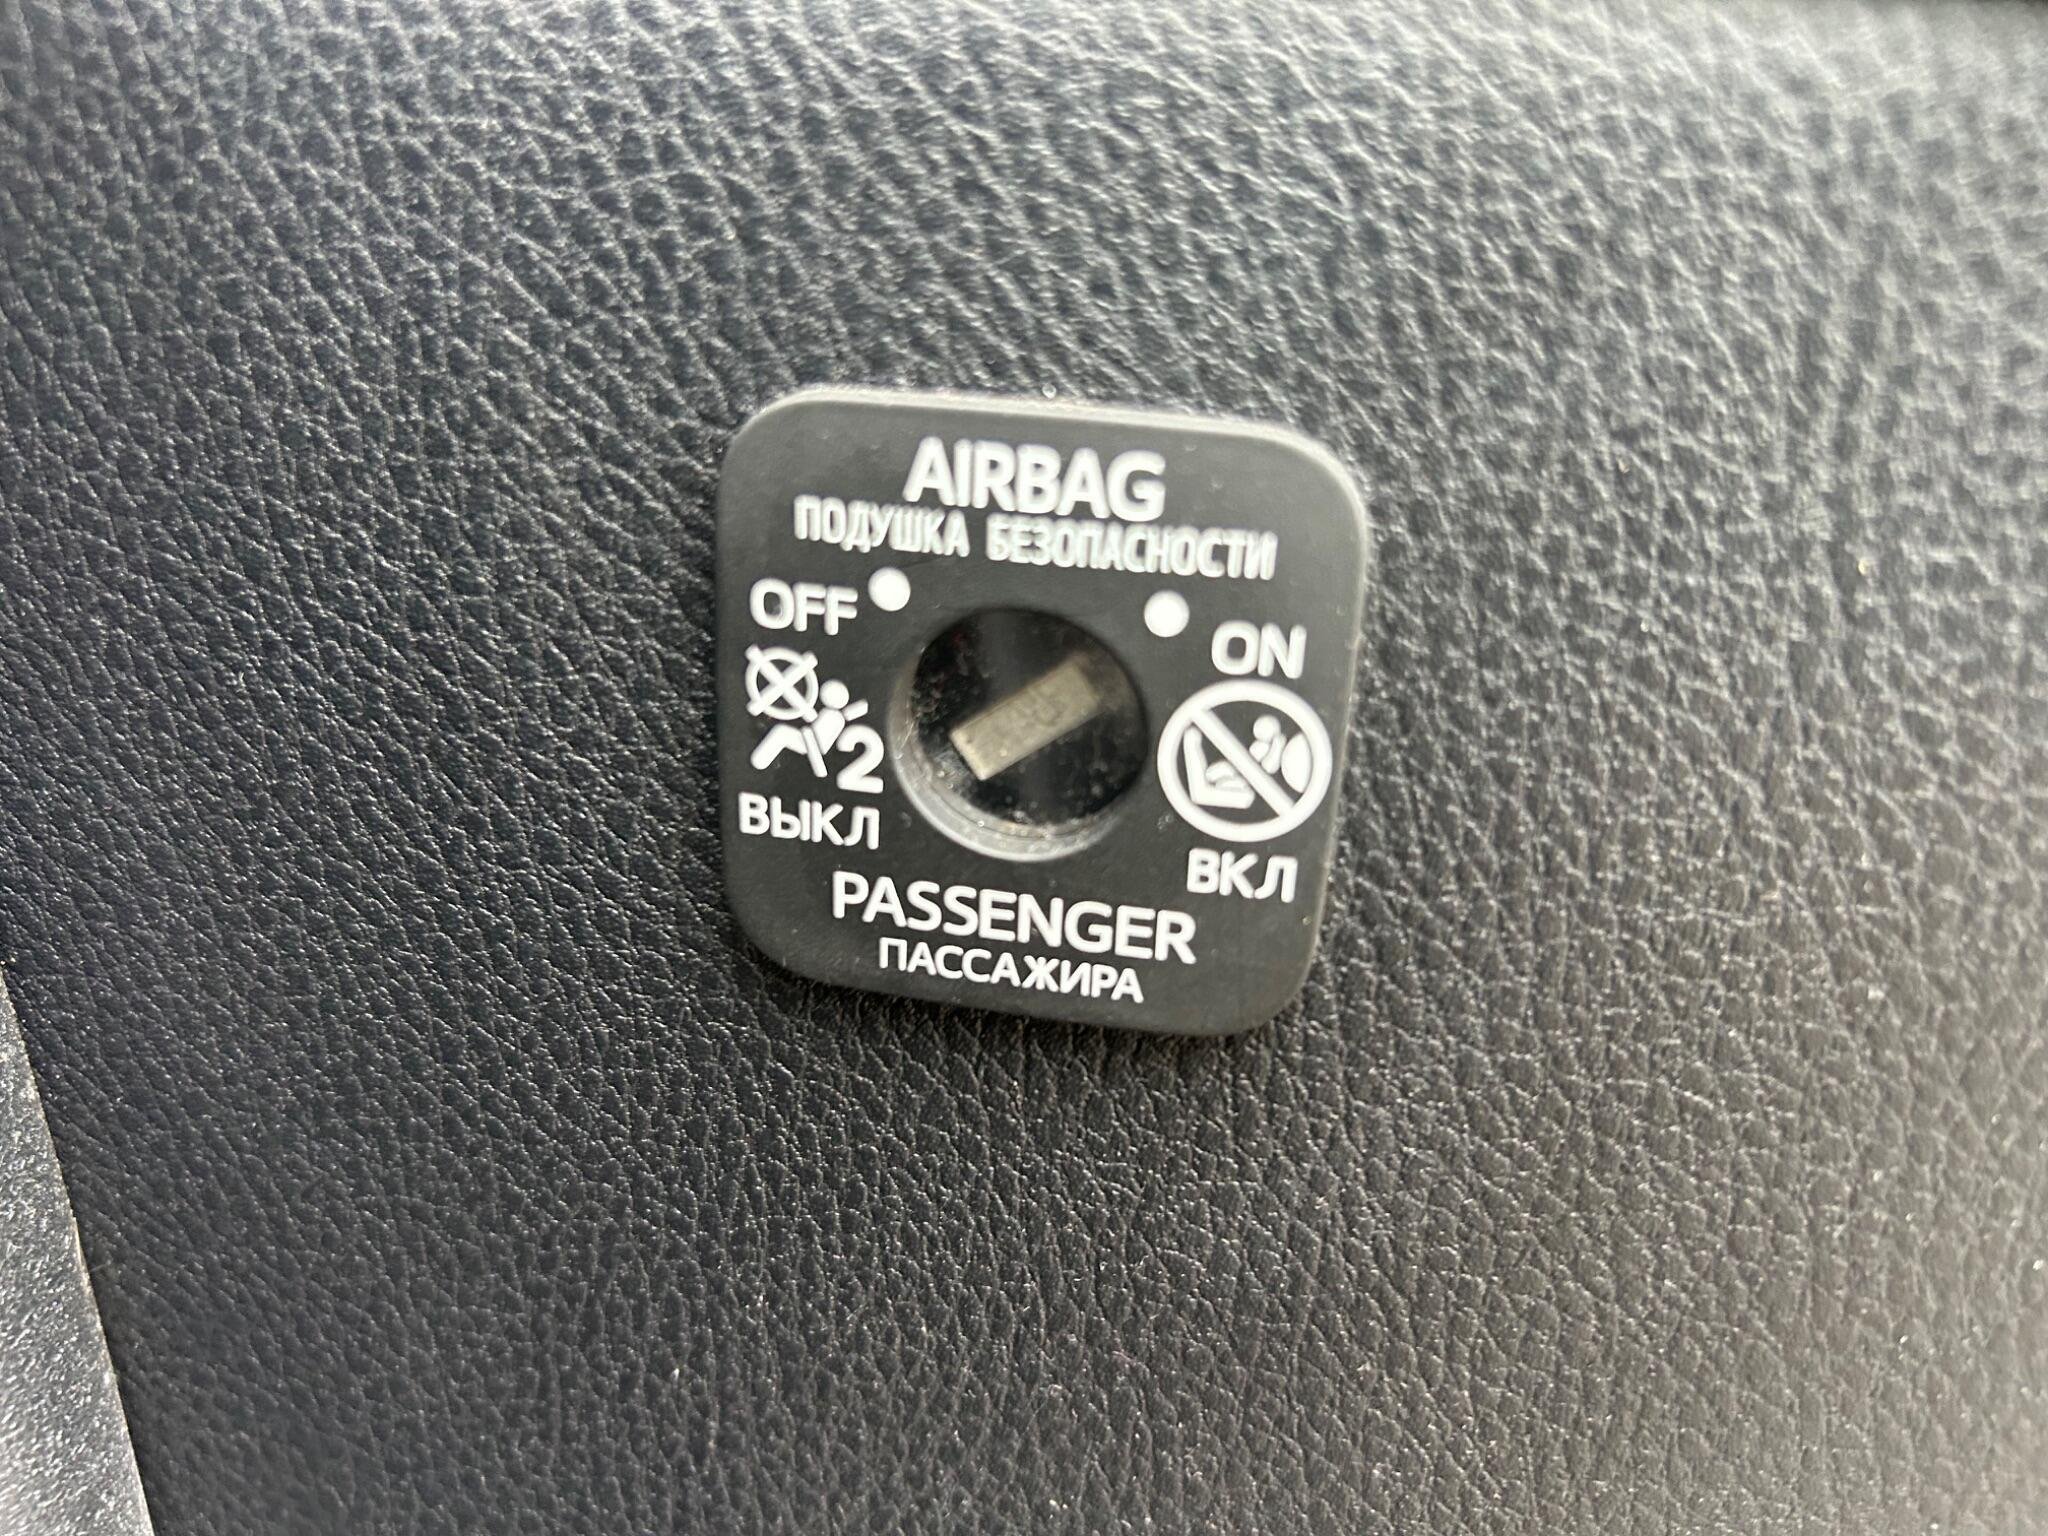 AIRBAG
ПОДУШКА БЕЗОПАСНОСТИ
OFF
ON
2
ВЫКЛ
ВКЛ
PASSENGER
ПАССАЖИРА